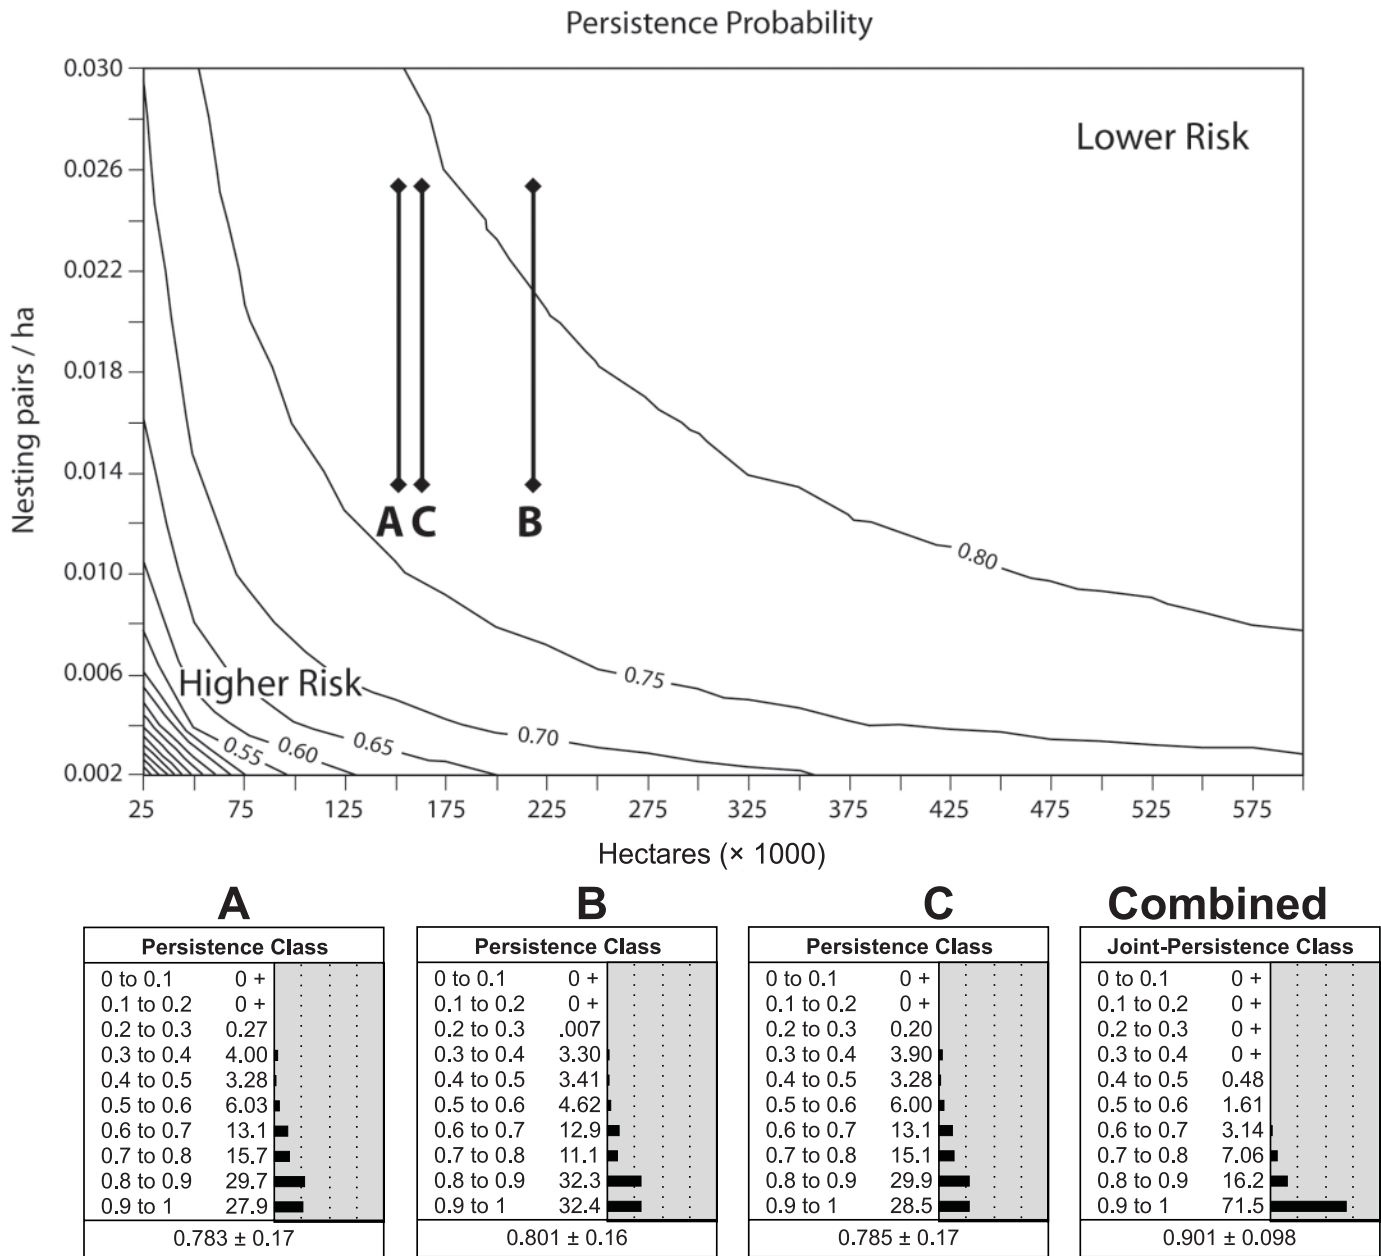 Persistence Probability
0.030
0.026
0.022
0.018
0.014
0.010
0.006
0.002
Nesting pairs / ha
Lower Risk
Higher Risk
A C B
0.80
0.75
0.70
0.65
0.60
0.55
25 75 125 175 225 275 325 375 425 475 525 575
Hectares (× 1000)
A
Persistence Class
0 to 0.1 0 +
0.1 to 0.2 0 +
0.2 to 0.3 0.27
0.3 to 0.4 4.00
0.4 to 0.5 3.28
0.5 to 0.6 6.03
0.6 to 0.7 13.1
0.7 to 0.8 15.7
0.8 to 0.9 29.7
0.9 to 1 27.9
0.783 ± 0.17
B
Persistence Class
0 to 0.1 0 +
0.1 to 0.2 0 +
0.2 to 0.3 .007
0.3 to 0.4 3.30
0.4 to 0.5 3.41
0.5 to 0.6 4.62
0.6 to 0.7 12.9
0.7 to 0.8 11.1
0.8 to 0.9 32.3
0.9 to 1 32.4
0.801 ± 0.16
C
Persistence Class
0 to 0.1 0 +
0.1 to 0.2 0 +
0.2 to 0.3 0.20
0.3 to 0.4 3.90
0.4 to 0.5 3.28
0.5 to 0.6 6.00
0.6 to 0.7 13.1
0.7 to 0.8 15.1
0.8 to 0.9 29.9
0.9 to 1 28.5
0.785 ± 0.17
Combined
Joint-Persistence Class
0 to 0.1 0 +
0.1 to 0.2 0 +
0.2 to 0.3 0 +
0.3 to 0.4 0 +
0.4 to 0.5 0.48
0.5 to 0.6 1.61
0.6 to 0.7 3.14
0.7 to 0.8 7.06
0.8 to 0.9 16.2
0.9 to 1 71.5
0.901 ± 0.098